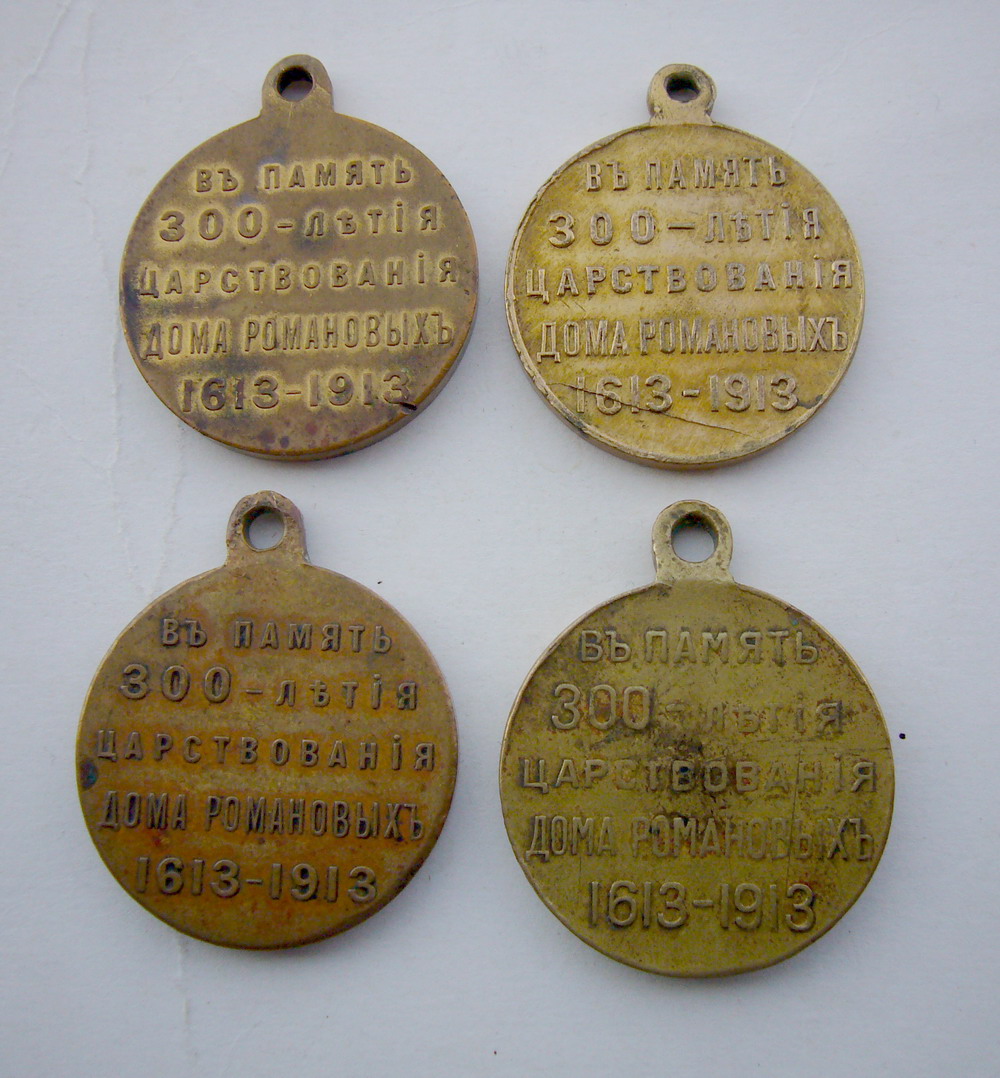 ВЪ ПАМЯТЬ
300-ЛѢТІЯ
ЦАРСТВОВАНІЯ
ДОМА РОМАНОВЫХЪ
1613-1913
ВЪ ПАМЯТЬ
300-ЛѢТІЯ
ЦАРСТВОВАНІЯ
ДОМА РОМАНОВЫХЪ
1613-1913
ВЪ ПАМЯТЬ
300-ЛѢТІЯ
ЦАРСТВОВАНІЯ
ДОМА РОМАНОВЫХЪ
1613-1913
ВЪ ПАМЯТЬ
300-ЛѢТІЯ
ЦАРСТВОВАНІЯ
ДОМА РОМАНОВЫХЪ
1613-1913